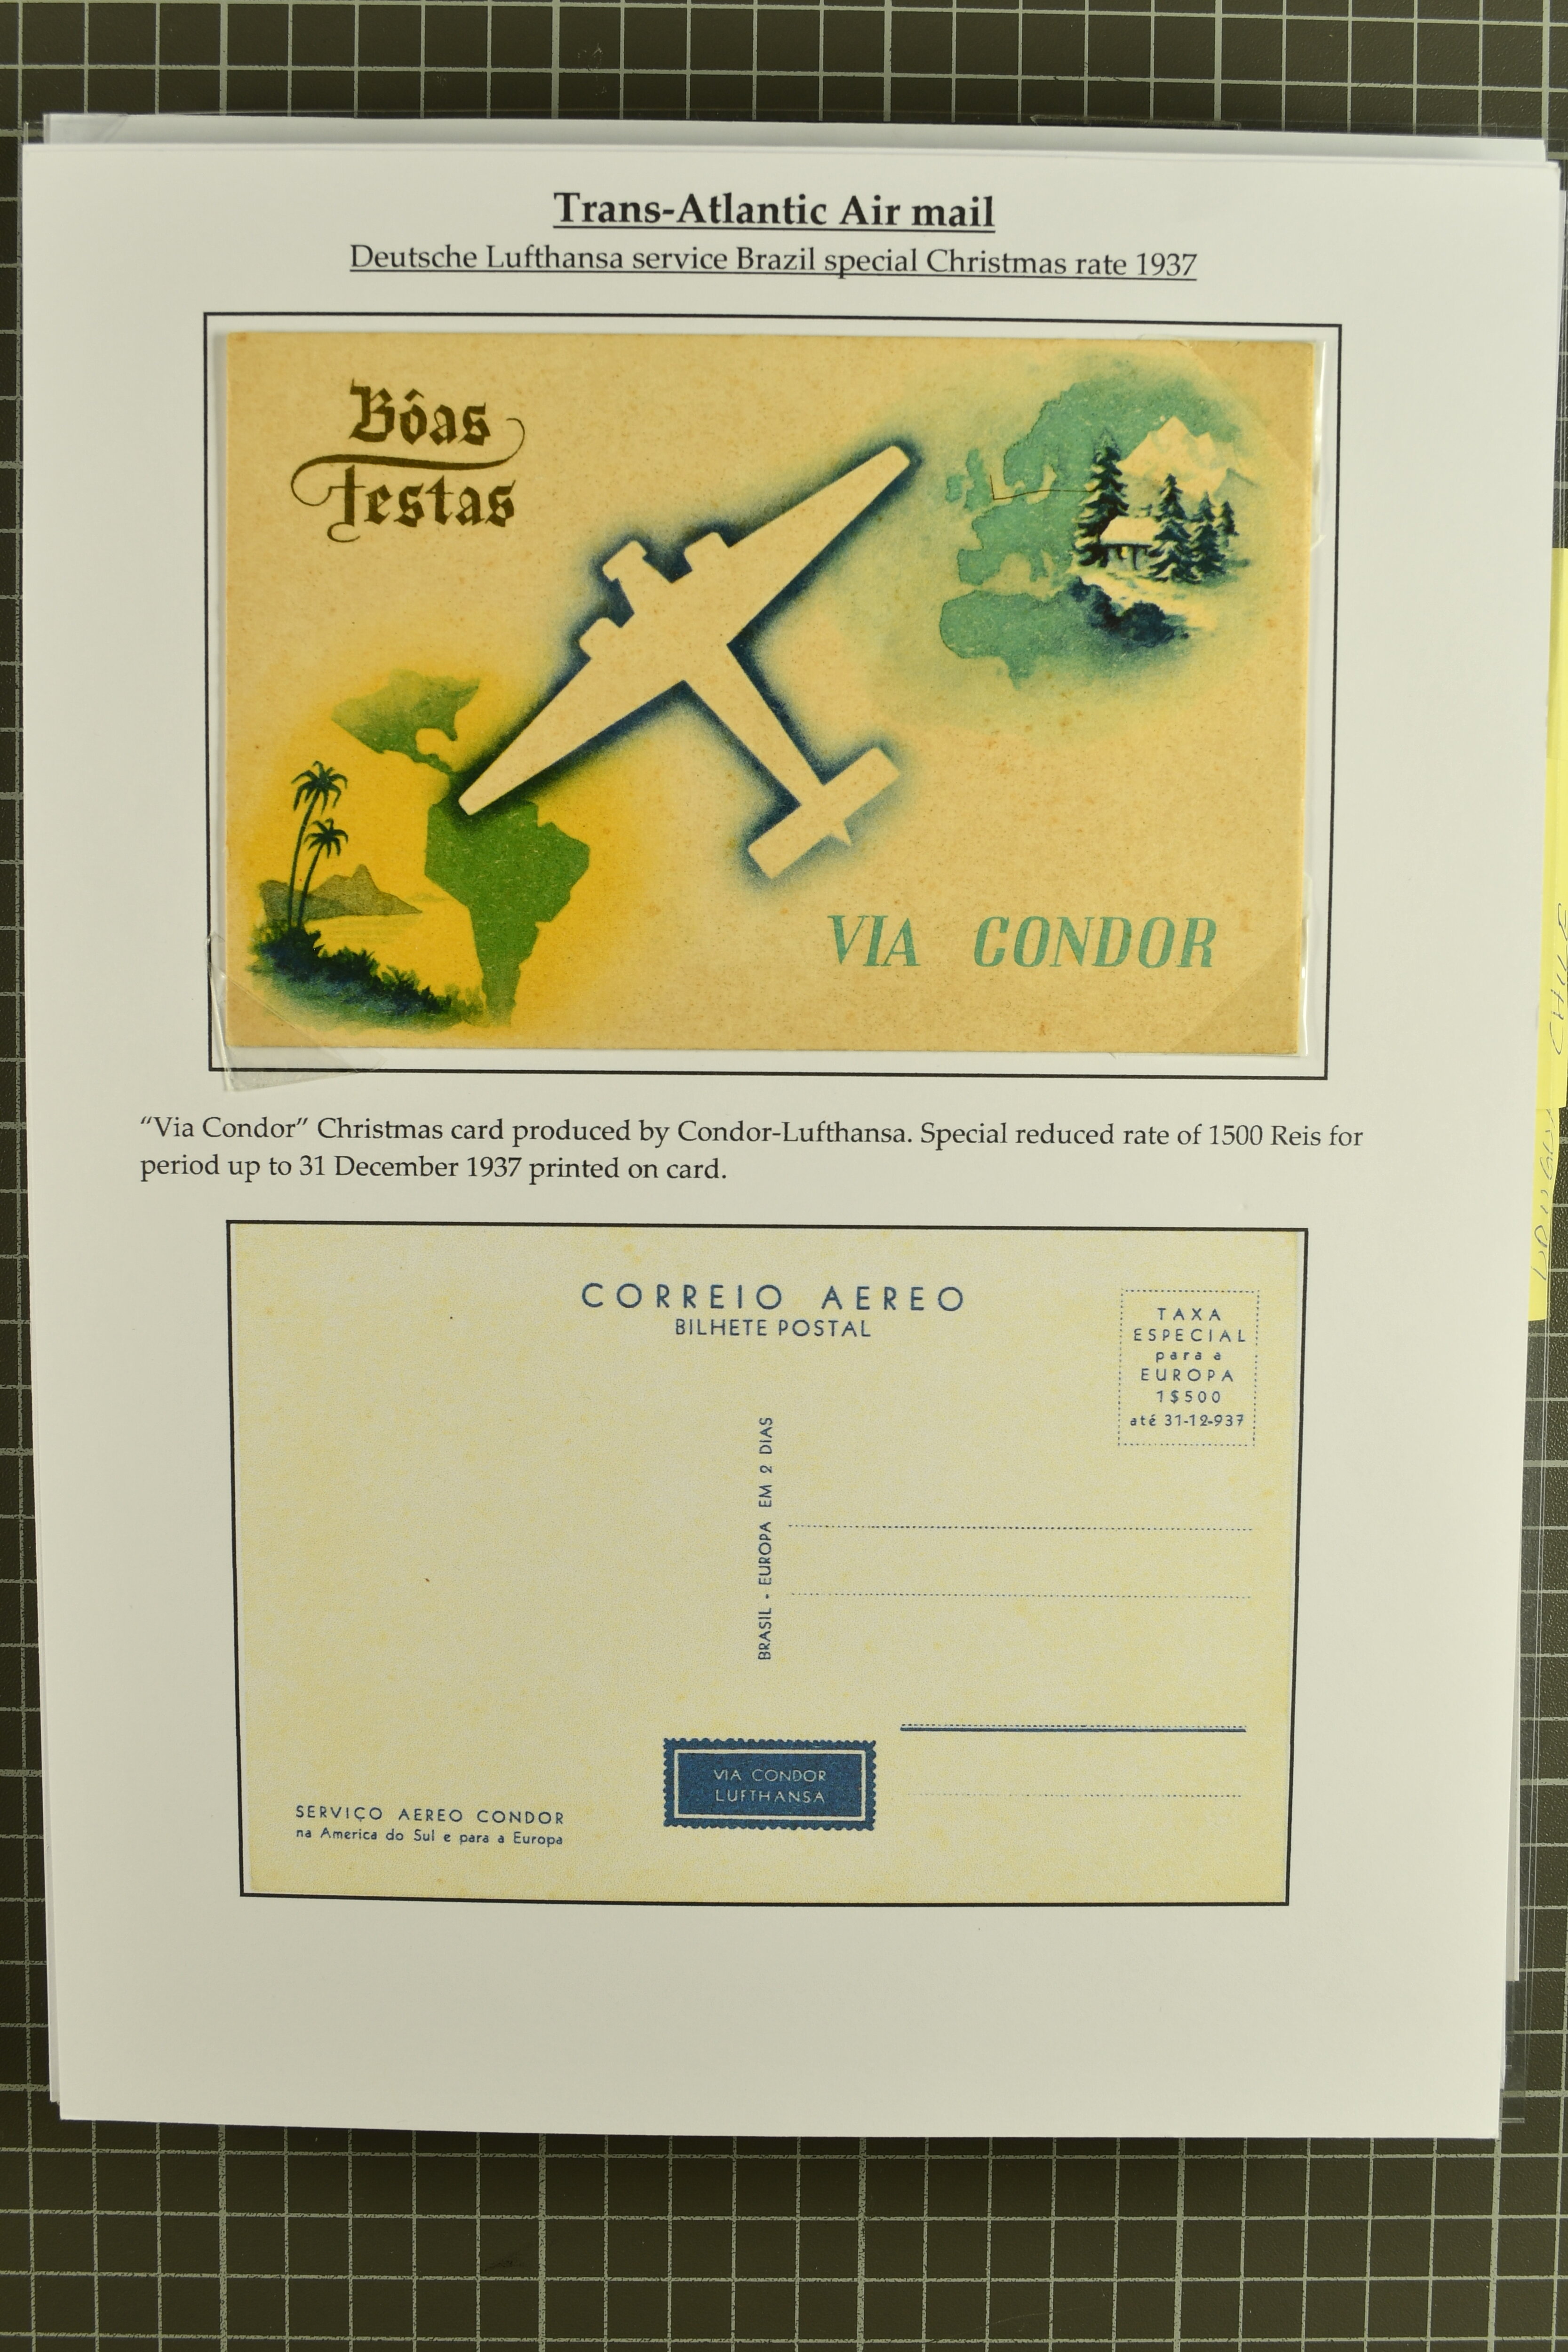 Trans-Atlantic Air mail
Deutsche Lufthansa service Brazil special Christmas rate 1937
Bôas
Festas
VIA CONDOR
“Via Condor” Christmas card produced by Condor-Lufthansa. Special reduced rate of 1500 Reis for
period up to 31 December 1937 printed on card.
CORREIO AEREO
BILHETE POSTAL
TAXA
ESPECIAL
para a
EUROPA
1$500
até 31-12-937
BRASIL - EUROPA EM 2 DIAS
VIA CONDOR
LUFTHANSA
SERVIÇO AEREO CONDOR
na America do Sul e para a Europa